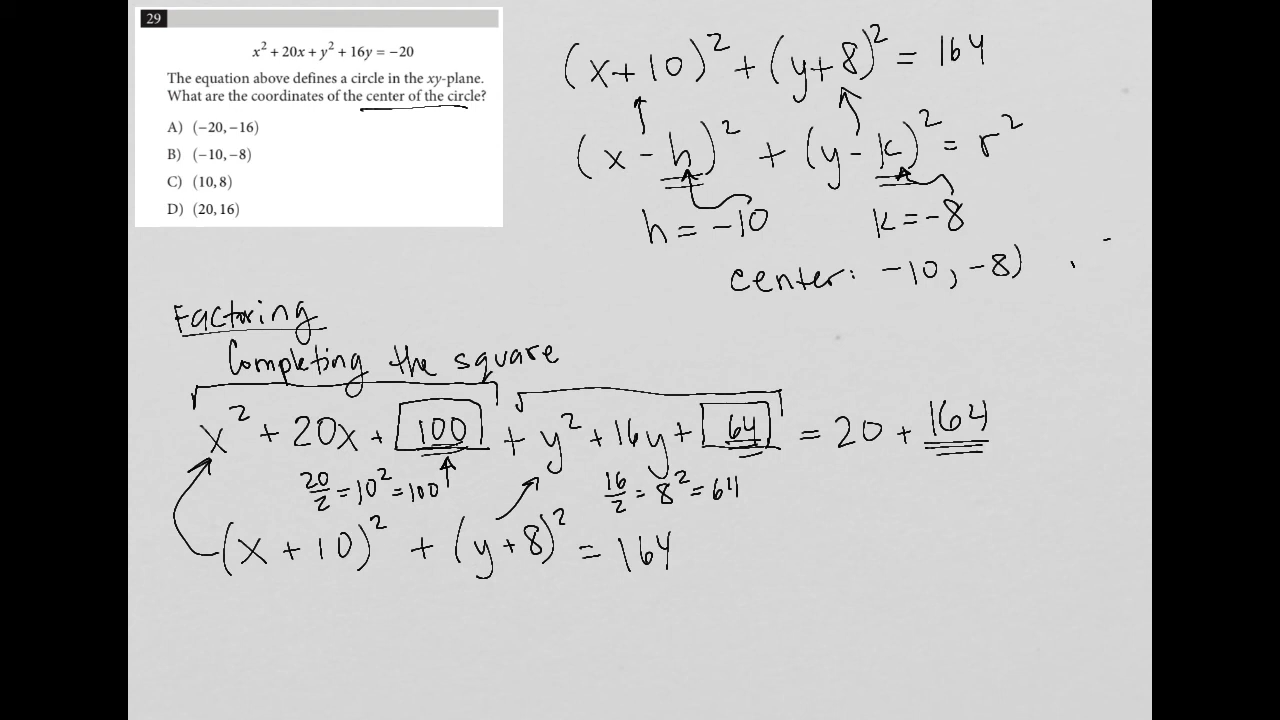 29
x² + 20x + y² + 16y = −20
The equation above defines a circle in the xy-plane.
What are the coordinates of the center of the circle?
A) (−20, −16)
B) (−10, −8)
C) (10, 8)
D) (20, 16)
(x+10)² + (y+8)² = 164
(x − h)² + (y − k)² = r²
h = −10 k = −8
center: −10, −8)
Factoring
Completing the square
x² + 20x + 100 + y² + 16y + 64 = 20 + 164
20/2 = 10² = 100 16/2 = 8² = 64
(x + 10)² + (y + 8)² = 164